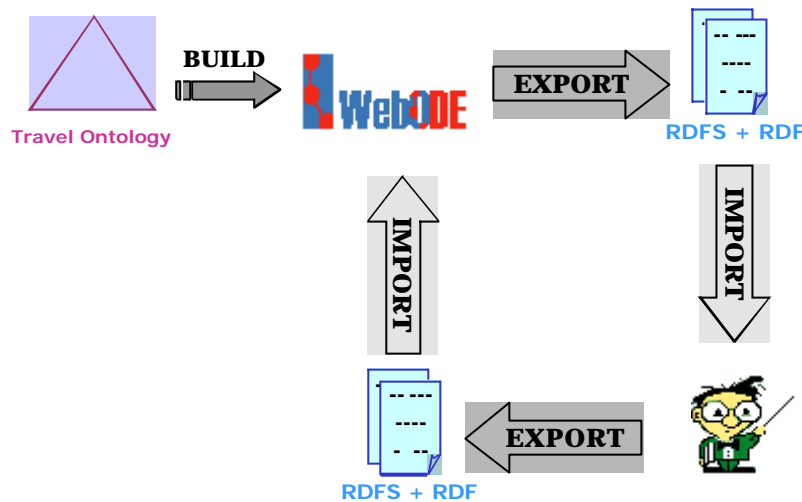 BUILD
EXPORT
WebODE
Travel Ontology
RDFS + RDF
IMPORT
IMPORT
EXPORT
RDFS + RDF